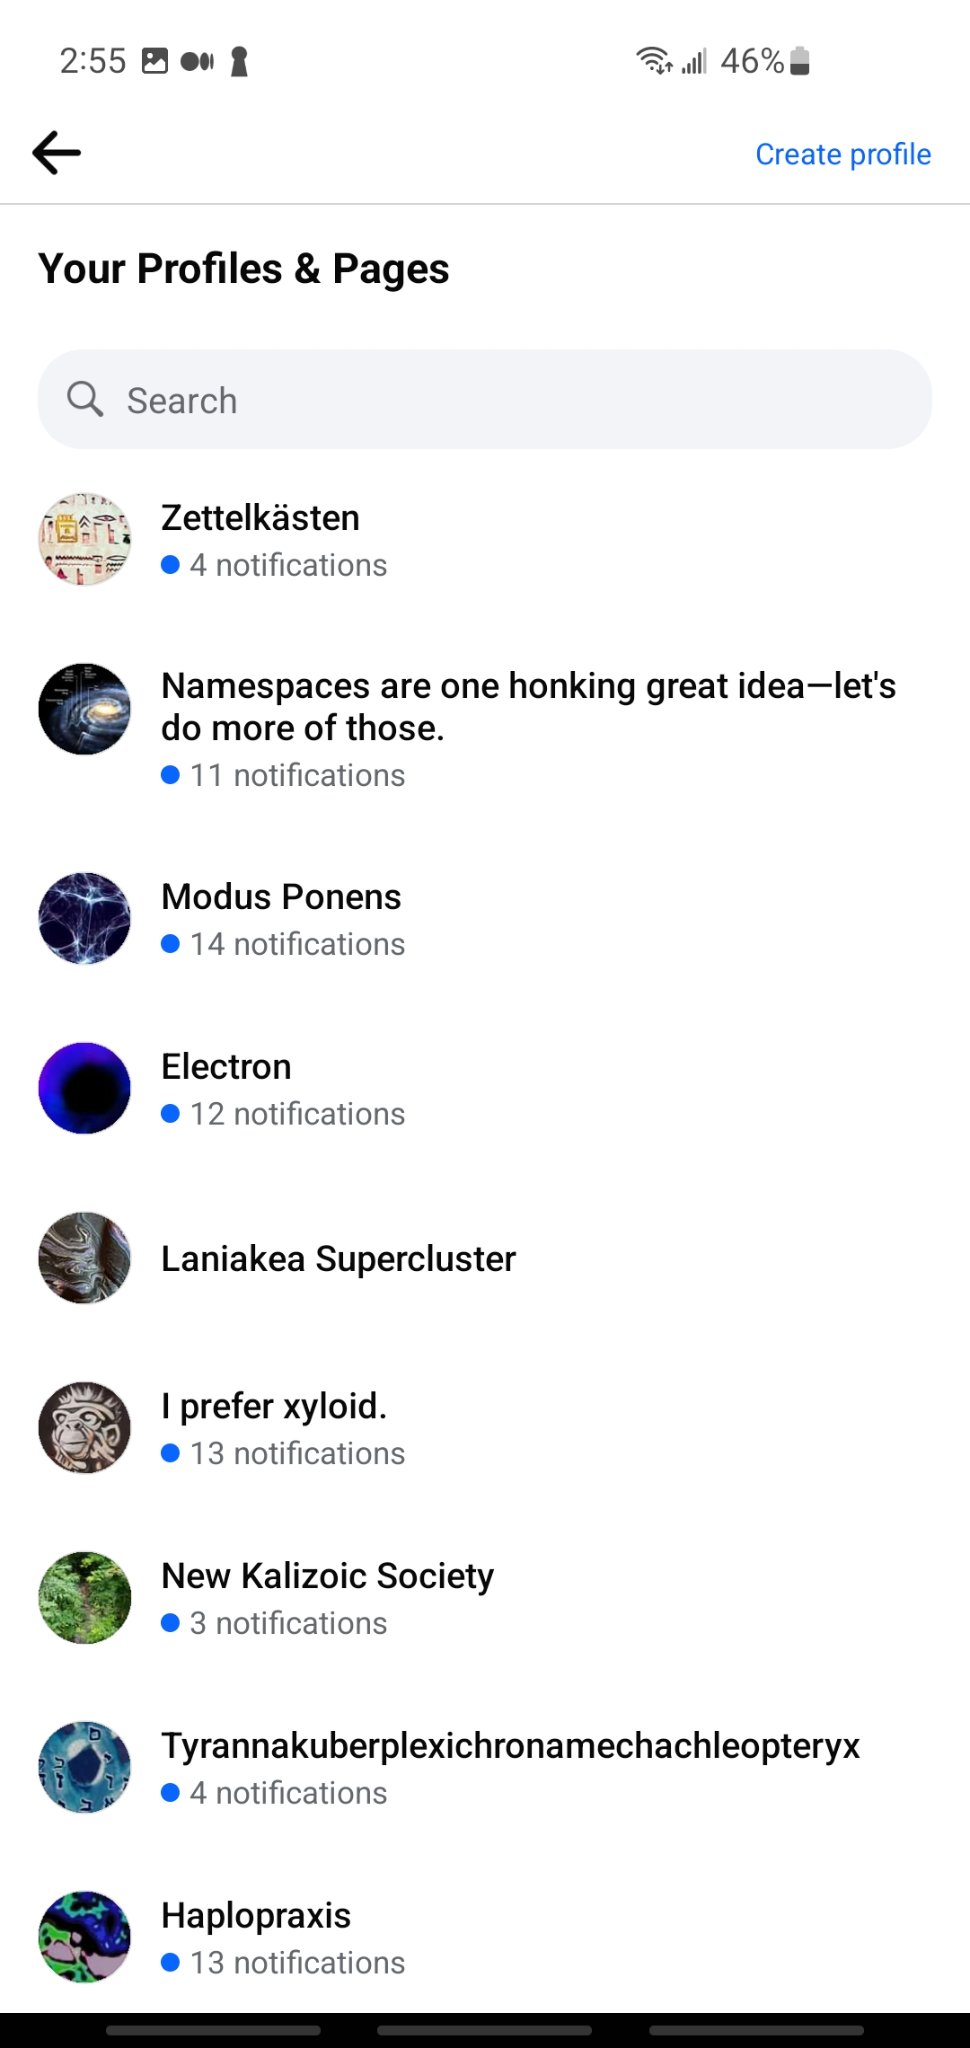 2:55
46%
Create profile
Your Profiles & Pages
Search
Zettelkästen
4 notifications
Namespaces are one honking great idea—let's
do more of those.
11 notifications
Modus Ponens
14 notifications
Electron
12 notifications
Laniakea Supercluster
I prefer xyloid.
13 notifications
New Kalizoic Society
3 notifications
Tyrannakuberplexichronamechachleopteryx
4 notifications
Haplopraxis
13 notifications